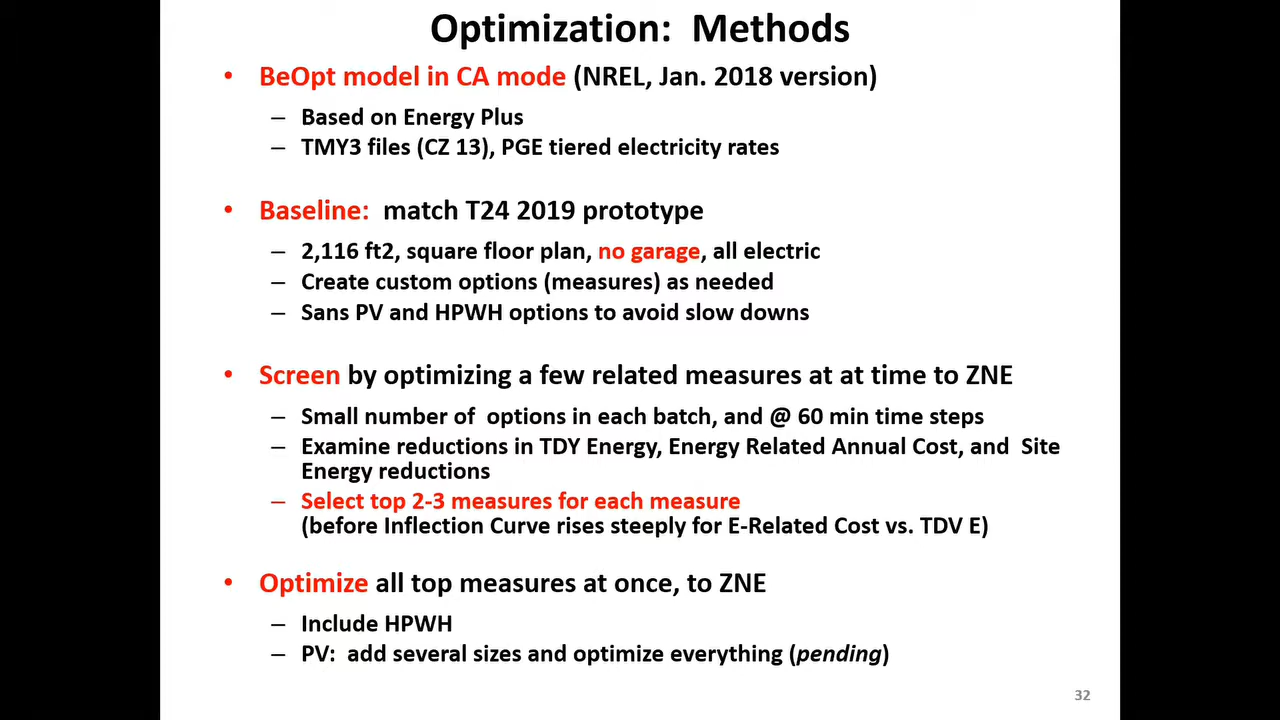 Optimization: Methods
• BeOpt model in CA mode (NREL, Jan. 2018 version)
– Based on Energy Plus
– TMY3 files (CZ 13), PGE tiered electricity rates
• Baseline: match T24 2019 prototype
– 2,116 ft2, square floor plan, no garage, all electric
– Create custom options (measures) as needed
– Sans PV and HPWH options to avoid slow downs
• Screen by optimizing a few related measures at at time to ZNE
– Small number of options in each batch, and @ 60 min time steps
– Examine reductions in TDY Energy, Energy Related Annual Cost, and Site
Energy reductions
– Select top 2-3 measures for each measure
(before Inflection Curve rises steeply for E-Related Cost vs. TDV E)
• Optimize all top measures at once, to ZNE
– Include HPWH
– PV: add several sizes and optimize everything (pending)
32